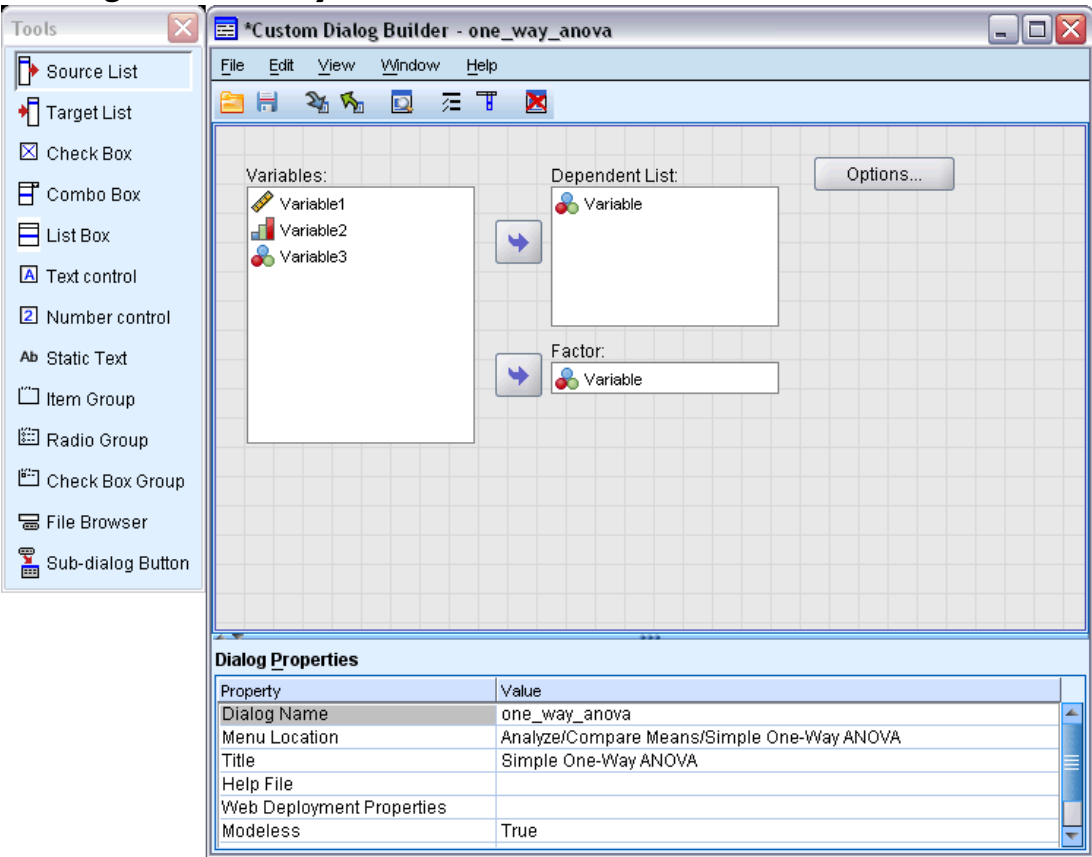 Tools
Source List
Target List
Check Box
Combo Box
List Box
A Text control
2 Number control
Ab Static Text
Item Group
Radio Group
Check Box Group
File Browser
Sub-dialog Button
*Custom Dialog Builder - one_way_anova
File Edit View Window Help
Variables:
Variable1
Variable2
Variable3
Dependent List:
Variable
Factor:
Variable
Options...
Dialog Properties
Property Value
Dialog Name one_way_anova
Menu Location Analyze/Compare Means/Simple One-Way ANOVA
Title Simple One-Way ANOVA
Help File
Web Deployment Properties
Modeless True